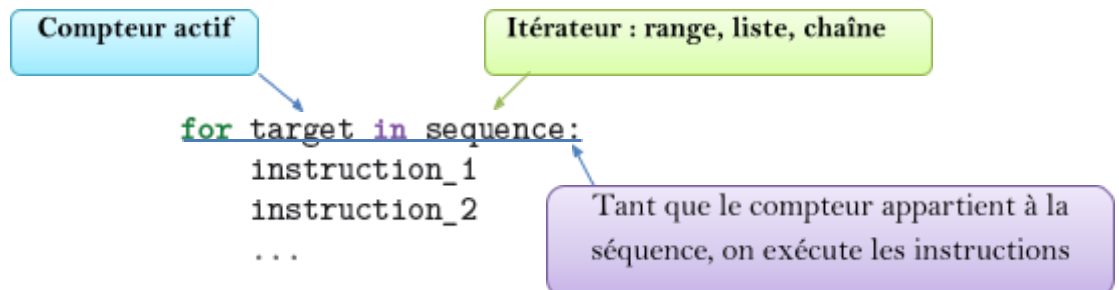 Compteur actif
Itérateur : range, liste, chaîne
for target in sequence:
instruction_1
instruction_2
...
Tant que le compteur appartient à la
séquence, on exécute les instructions